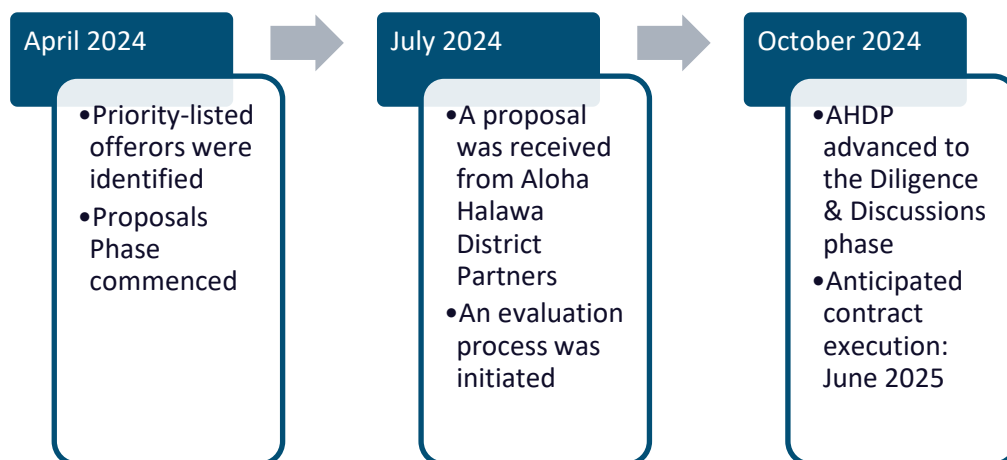 April 2024
•Priority-listed
offerors were
identified
•Proposals
Phase
commenced
July 2024
•A proposal
was received
from Aloha
Halawa
District
Partners
•An evaluation
process was
initiated
October 2024
•AHDP
advanced to
the Diligence
& Discussions
phase
•Anticipated
contract
execution:
June 2025